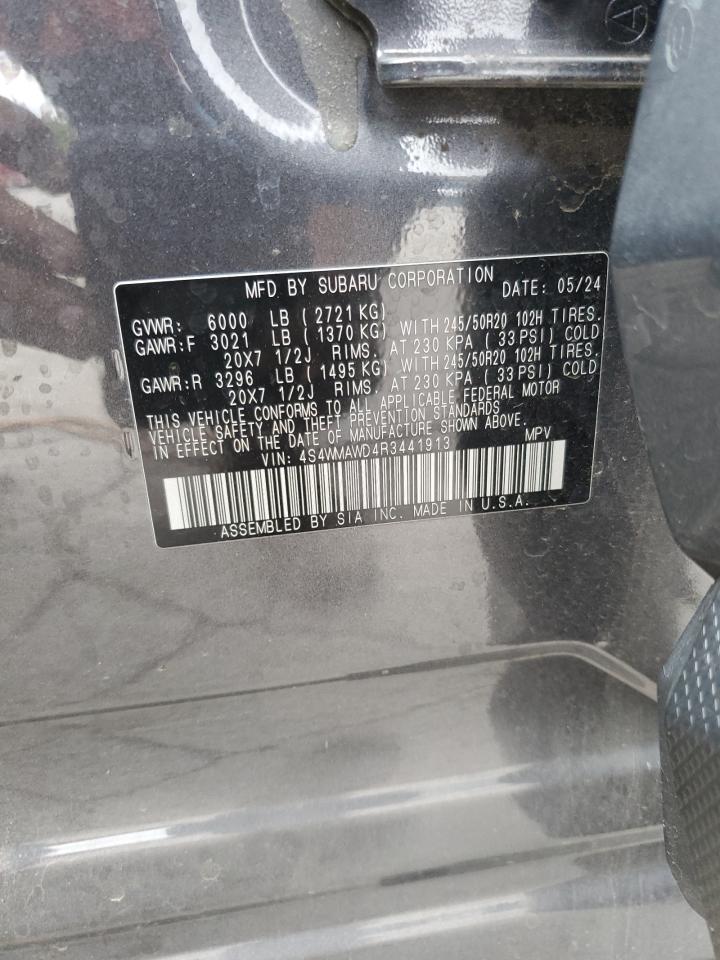 A
MFD BY SUBARU CORPORATION DATE: 05/24
GVWR: 6000 LB ( 2721 KG)
GAWR:F 3021 LB ( 1370 KG) WITH 245/50R20 102H TIRES.
20X7 1/2J RIMS. AT 230 KPA ( 33 PSI) COLD
GAWR:R 3296 LB ( 1495 KG) WITH 245/50R20 102H TIRES.
20X7 1/2J RIMS. AT 230 KPA ( 33 PSI) COLD
THIS VEHICLE CONFORMS TO ALL APPLICABLE FEDERAL MOTOR
VEHICLE SAFETY AND THEFT PREVENTION STANDARDS
IN EFFECT ON THE DATE OF MANUFACTURE SHOWN ABOVE.
VIN: 4S4WMAWD4R3441913 MPV
ASSEMBLED BY SIA INC. MADE IN U.S.A.